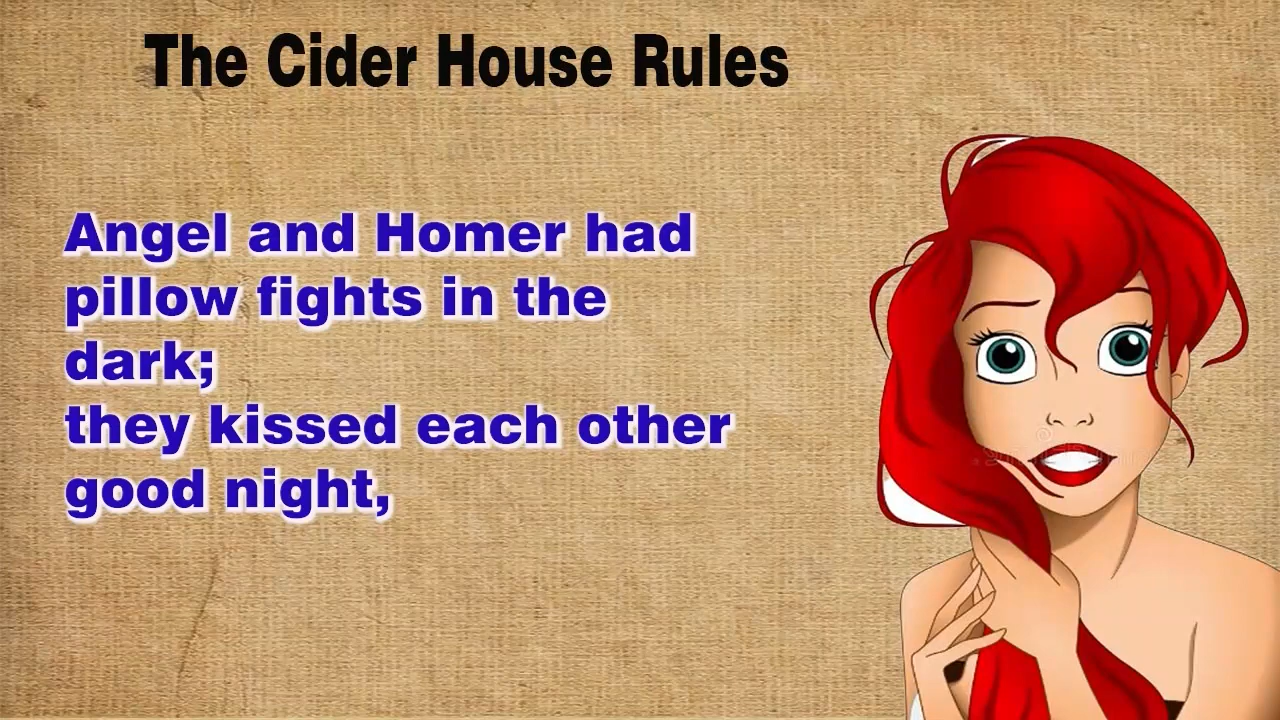 The Cider House Rules
Angel and Homer had
pillow fights in the
dark;
they kissed each other
good night,